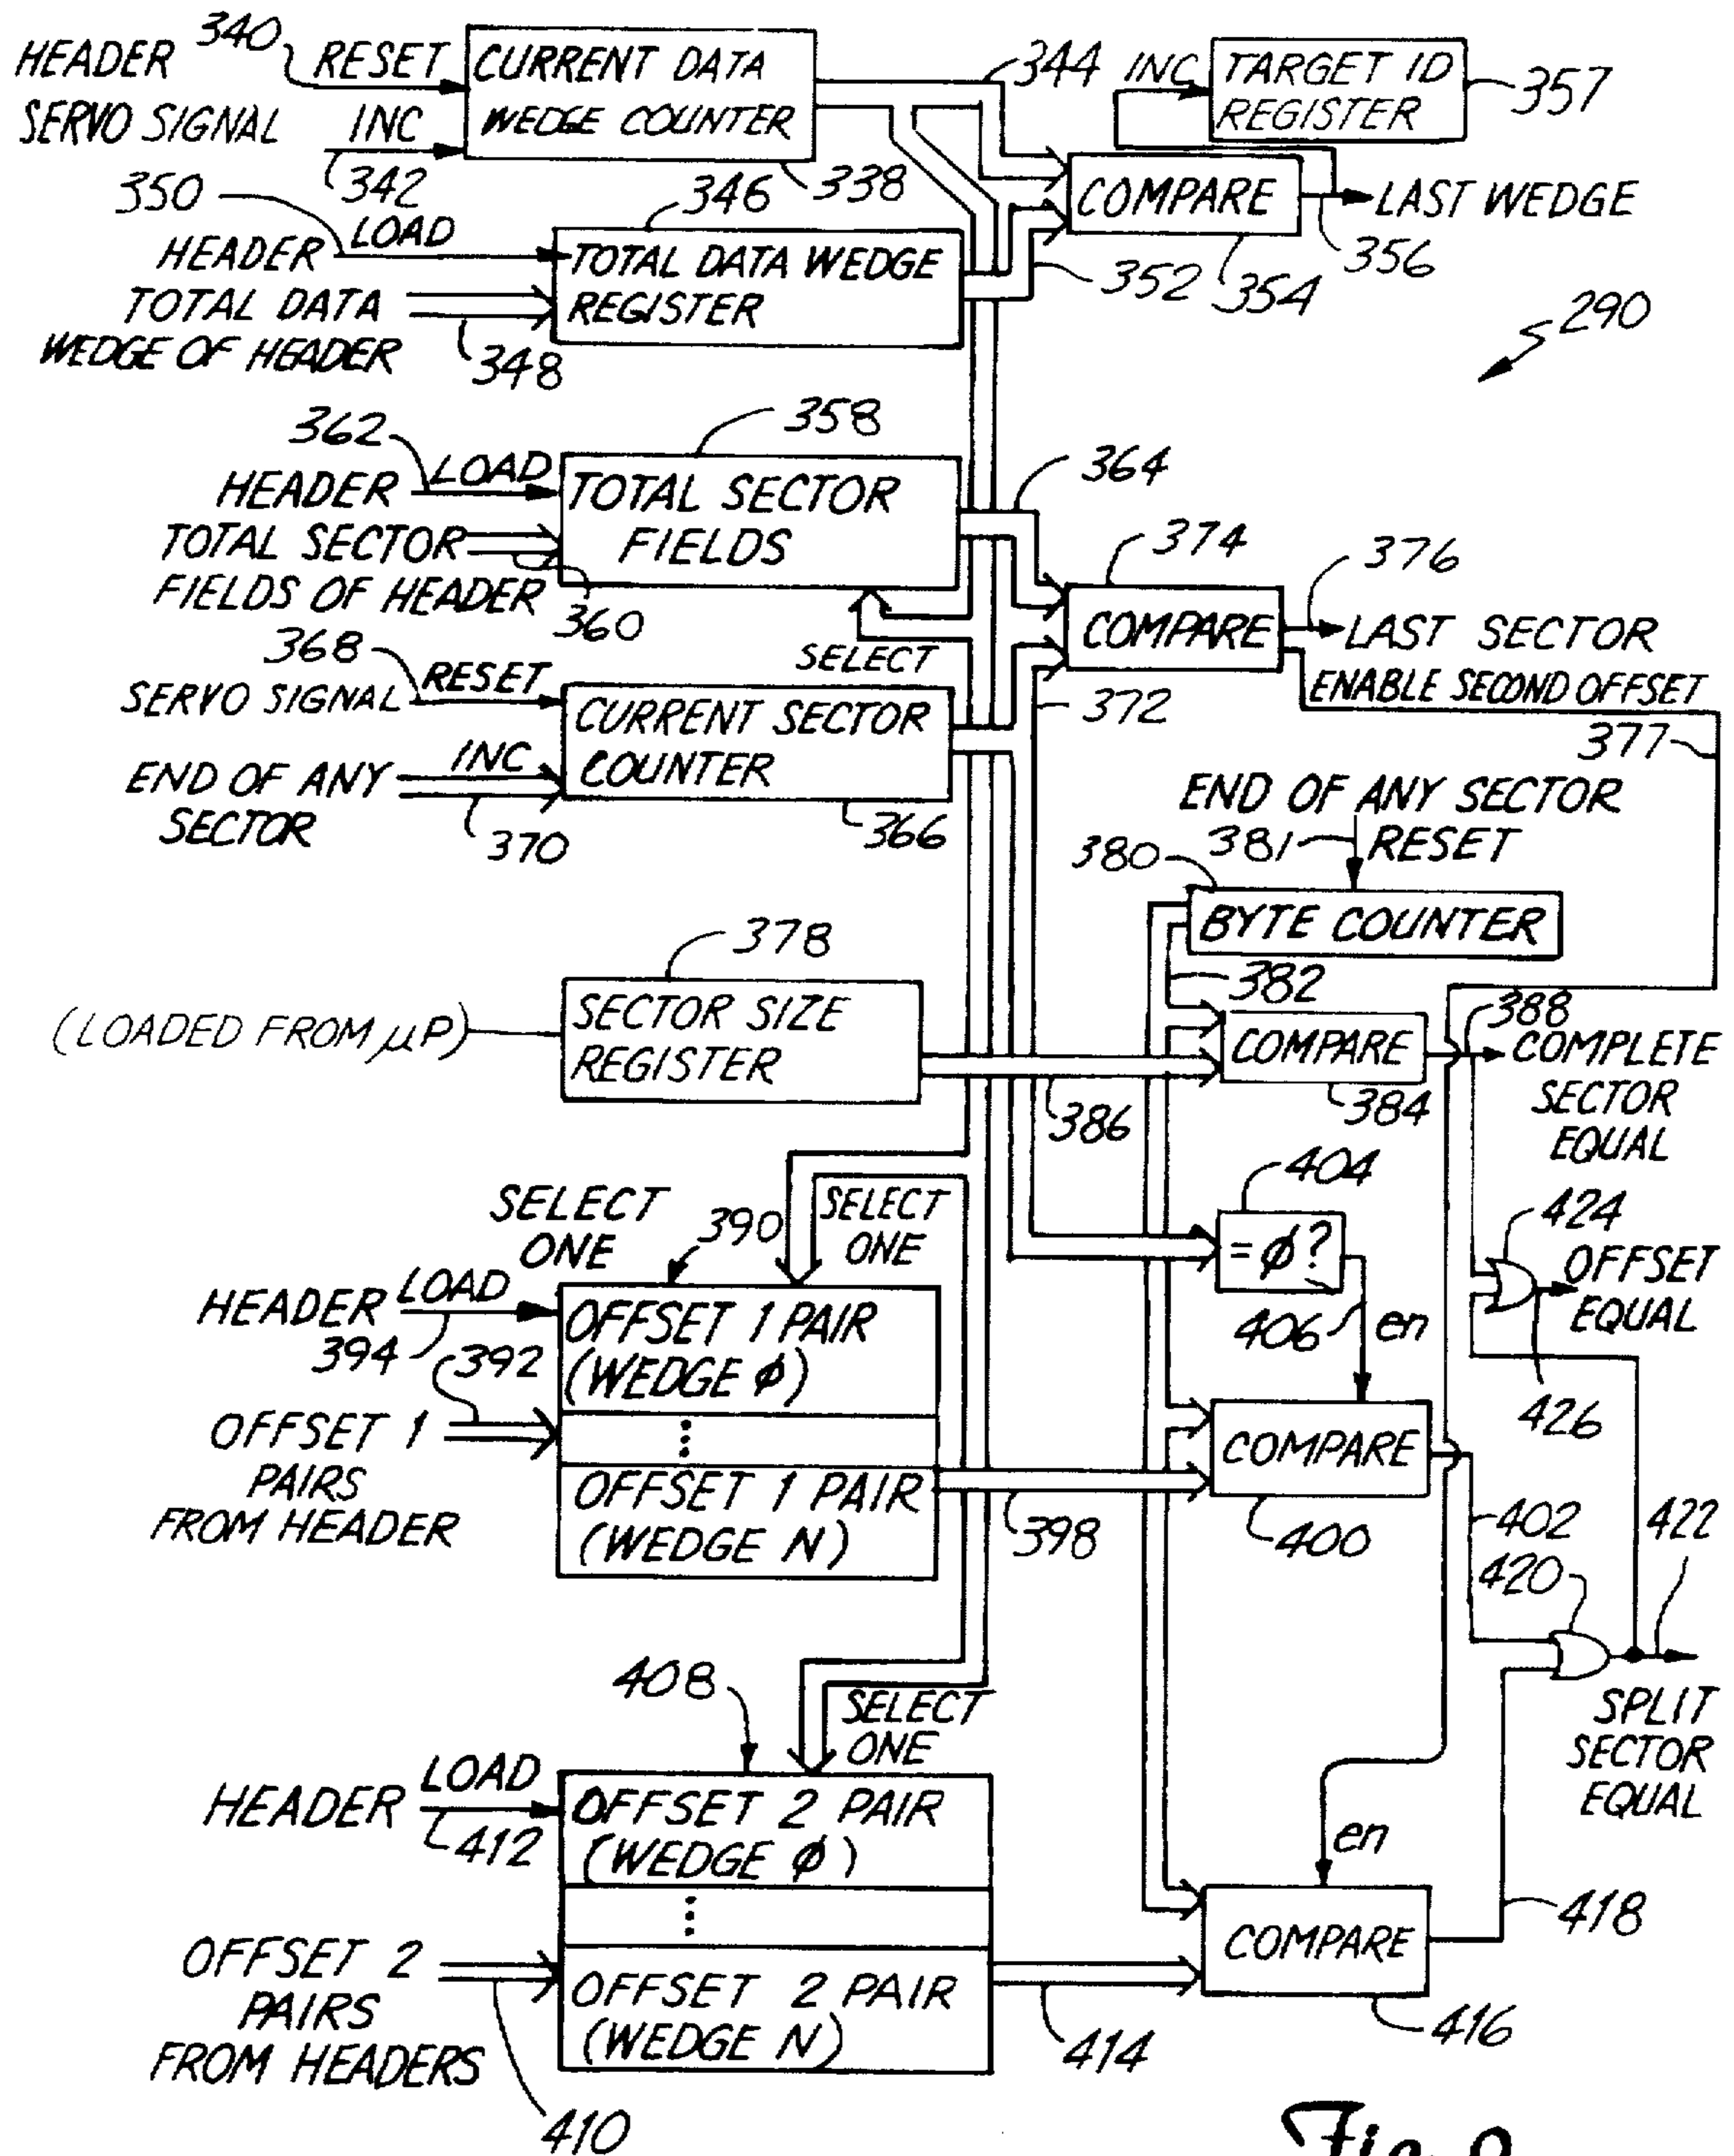 HEADER 340 RESET
SERVO SIGNAL INC
342
CURRENT DATA
WEDGE COUNTER
338
344
INC
TARGET ID
REGISTER
357
COMPARE
354
LAST WEDGE
356
350
HEADER LOAD
TOTAL DATA
WEDGE OF HEADER
348
346
TOTAL DATA WEDGE
REGISTER
352
290
362
HEADER LOAD
TOTAL SECTOR
FIELDS OF HEADER
360
358
TOTAL SECTOR
FIELDS
SELECT
364
374
COMPARE
376
LAST SECTOR
ENABLE SECOND OFFSET
377
368
SERVO SIGNAL RESET
END OF ANY
SECTOR
INC
370
CURRENT SECTOR
COUNTER
366
372
END OF ANY SECTOR
381 RESET
380
BYTE COUNTER
382
378
(LOADED FROM µP)
SECTOR SIZE
REGISTER
386
COMPARE
384
388
COMPLETE
SECTOR
EQUAL
404
= φ?
406 en
424
OFFSET
EQUAL
426
SELECT
ONE
390
SELECT
ONE
HEADER LOAD
394 392
OFFSET 1
PAIRS
FROM HEADER
OFFSET 1 PAIR
(WEDGE φ)
⋮
OFFSET 1 PAIR
(WEDGE N)
398
COMPARE
400
402 422
420
SPLIT
SECTOR
EQUAL
408
SELECT
ONE
HEADER LOAD
412
OFFSET 2
PAIRS
FROM HEADERS
410
OFFSET 2 PAIR
(WEDGE φ)
⋮
OFFSET 2 PAIR
(WEDGE N)
414
en
COMPARE
416
418